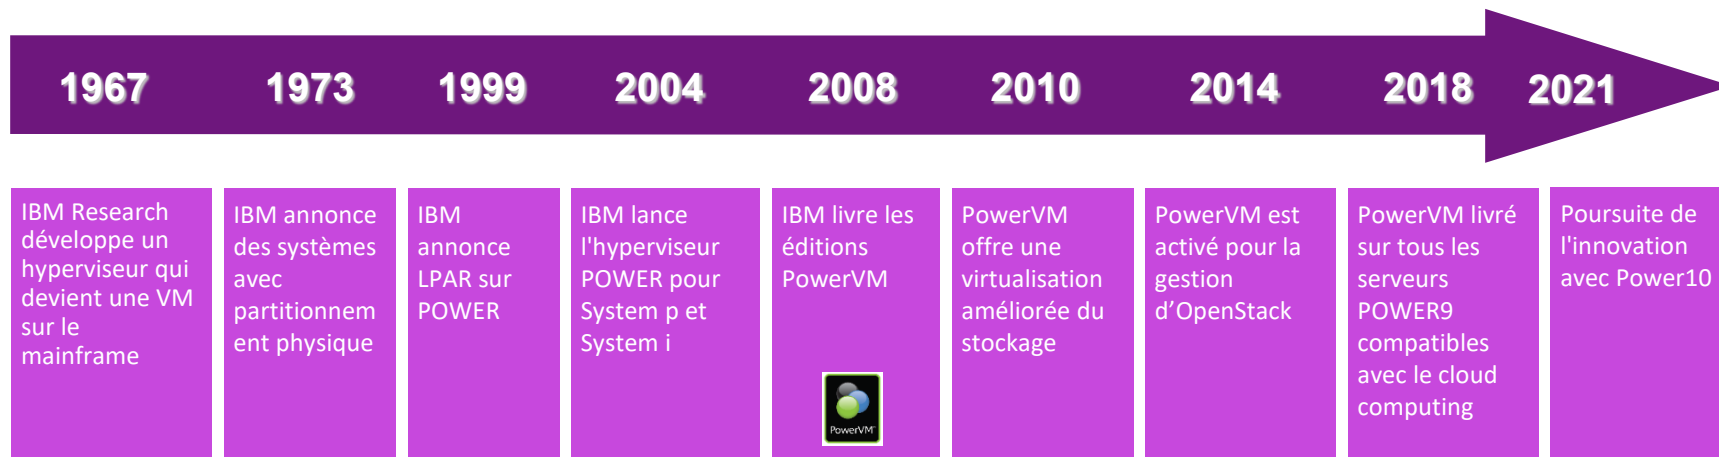 1967
1973
1999
2004
2008
2010
2014
2018
2021
IBM Research
développe un
hyperviseur qui
devient une VM
sur le
mainframe
IBM annonce
des systèmes
avec
partitionnem
ent physique
IBM
annonce
LPAR sur
POWER
IBM lance
l'hyperviseur
POWER pour
System p et
System i
IBM livre les
éditions
PowerVM
PowerVM™
PowerVM
offre une
virtualisation
améliorée du
stockage
PowerVM est
activé pour la
gestion
d’OpenStack
PowerVM livré
sur tous les
serveurs
POWER9
compatibles
avec le cloud
computing
Poursuite de
l'innovation
avec Power10